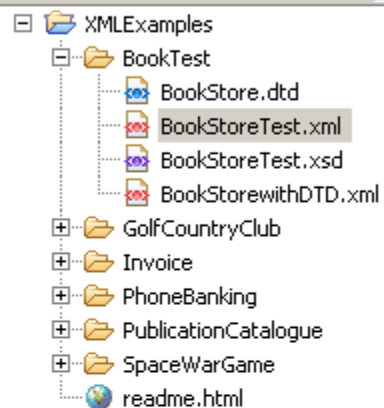 XMLExamples
BookTest
BookStore.dtd
BookStoreTest.xml
BookStoreTest.xsd
BookStorewithDTD.xml
GolfCountryClub
Invoice
PhoneBanking
PublicationCatalogue
SpaceWarGame
readme.html